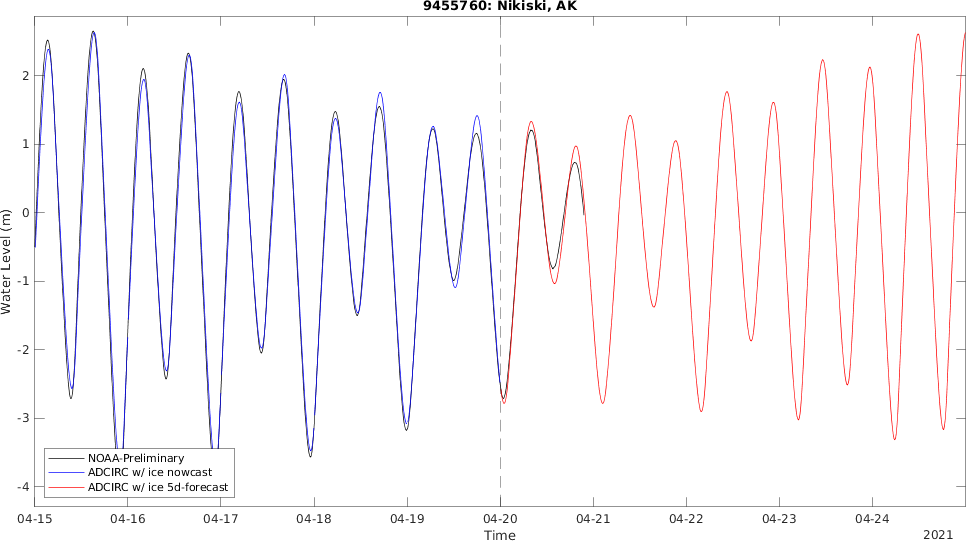 9455760: Nikiski, AK
Water Level (m)
2
1
0
-1
-2
-3
-4
NOAA-Preliminary
ADCIRC w/ ice nowcast
ADCIRC w/ ice 5d-forecast
04-15 04-16 04-17 04-18 04-19 04-20 04-21 04-22 04-23 04-24
Time
2021